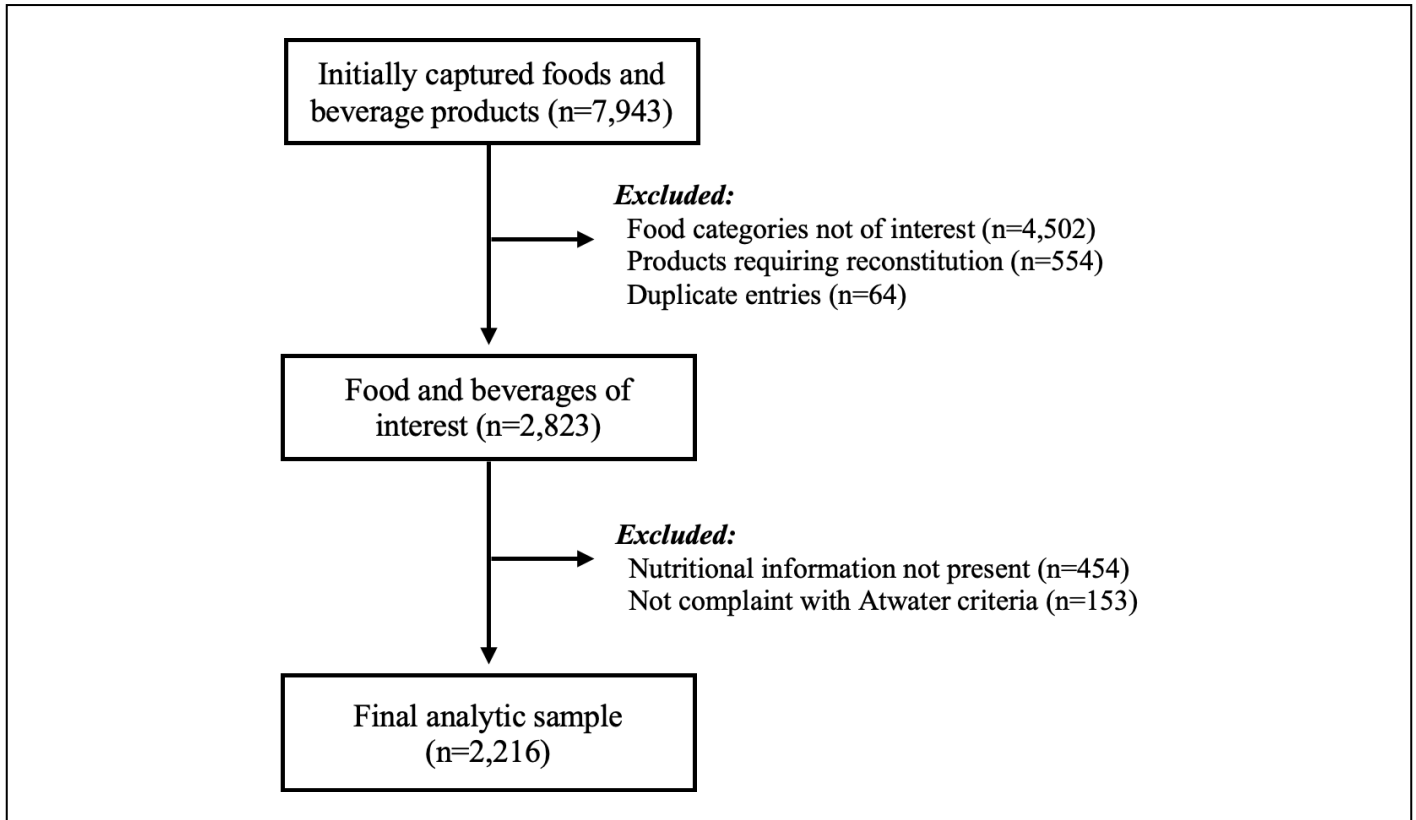 Initially captured foods and
beverage products (n=7,943)
Excluded:
Food categories not of interest (n=4,502)
Products requiring reconstitution (n=554)
Duplicate entries (n=64)
Food and beverages of
interest (n=2,823)
Excluded:
Nutritional information not present (n=454)
Not complaint with Atwater criteria (n=153)
Final analytic sample
(n=2,216)